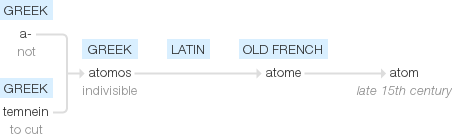 GREEK
a-
not
GREEK LATIN OLD FRENCH
GREEK
atomos atome atom
indivisible late 15th century
temnein
to cut